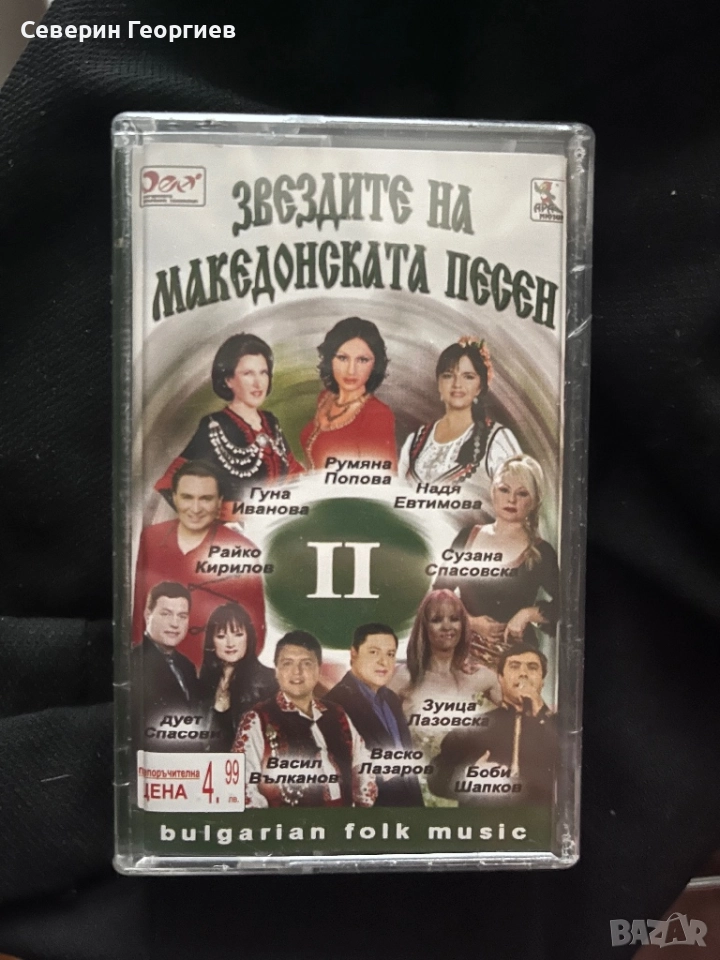 Северин Георгиев
ЗВЕЗДИТЕ НА
МАКЕДОНСКАТА ПЕСЕН
Гуна
Иванова
Румяна
Попова
Надя
Евтимова
Райко
Кирилов
II
Сузана
Спасовска
дует
Спасови
Васил
Вълканов
Васко
Лазаров
Зуица
Лазовска
Боби
Шапков
Препоръчителна
ЦЕНА 4.99 лв.
bulgarian folk music
BAZAR